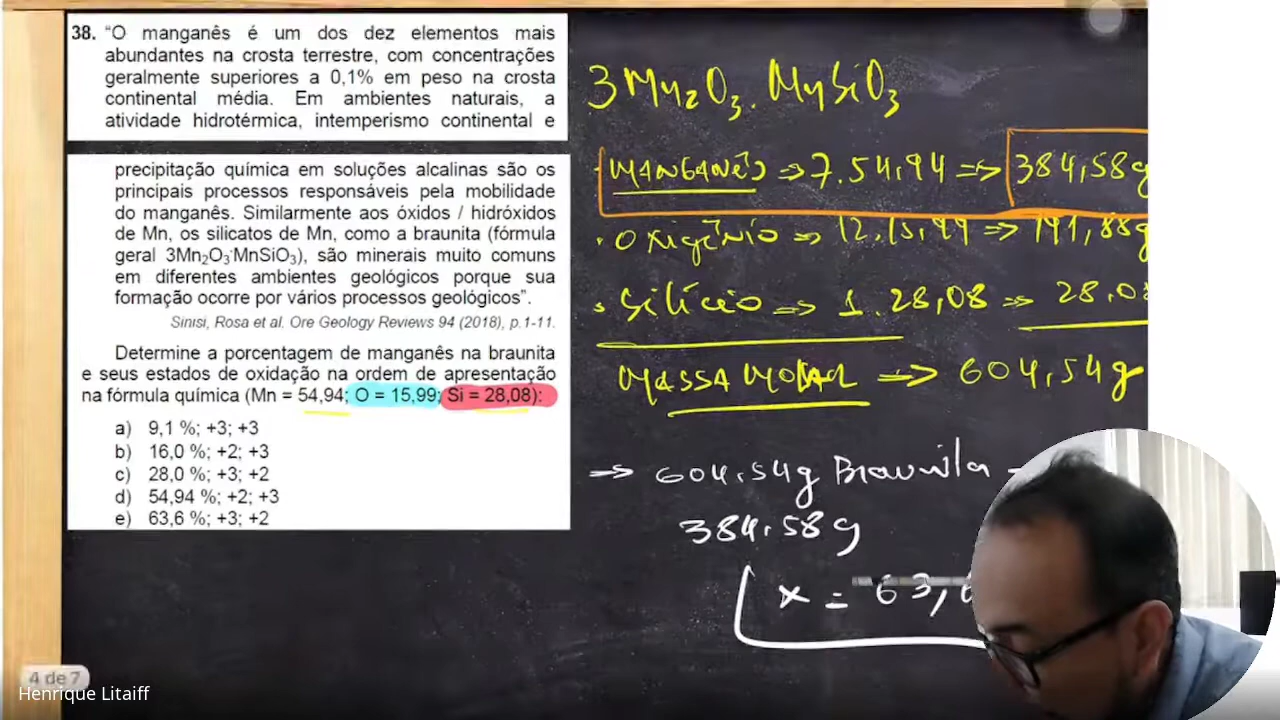 38. “O manganês é um dos dez elementos mais
abundantes na crosta terrestre, com concentrações
geralmente superiores a 0,1% em peso na crosta
continental média. Em ambientes naturais, a
atividade hidrotérmica, intemperismo continental e
precipitação química em soluções alcalinas são os
principais processos responsáveis pela mobilidade
do manganês. Similarmente aos óxidos / hidróxidos
de Mn, os silicatos de Mn, como a braunita (fórmula
geral 3Mn₂O₃·MnSiO₃), são minerais muito comuns
em diferentes ambientes geológicos porque sua
formação ocorre por vários processos geológicos”.
Sinisi, Rosa et al. Ore Geology Reviews 94 (2018), p.1-11.
Determine a porcentagem de manganês na braunita
e seus estados de oxidação na ordem de apresentação
na fórmula química (Mn = 54,94; O = 15,99; Si = 28,08):
a) 9,1 %; +3; +3
b) 16,0 %; +2; +3
c) 28,0 %; +3; +2
d) 54,94 %; +2; +3
e) 63,6 %; +3; +2
3Mn₂O₃.MnSiO₃
. MANGANÊS ⇒ 7.54,94 ⇒ 384,58g
. Oxigênio ⇒ 12.15,99 ⇒ 191,88g
. Silício ⇒ 1.28,08 ⇒ 28,08
MASSA MOLAR ⇒ 604,54g
⇒ 604,54g Braunita
384,58g
x = 63,6
4 de 7
Henrique Litaiff